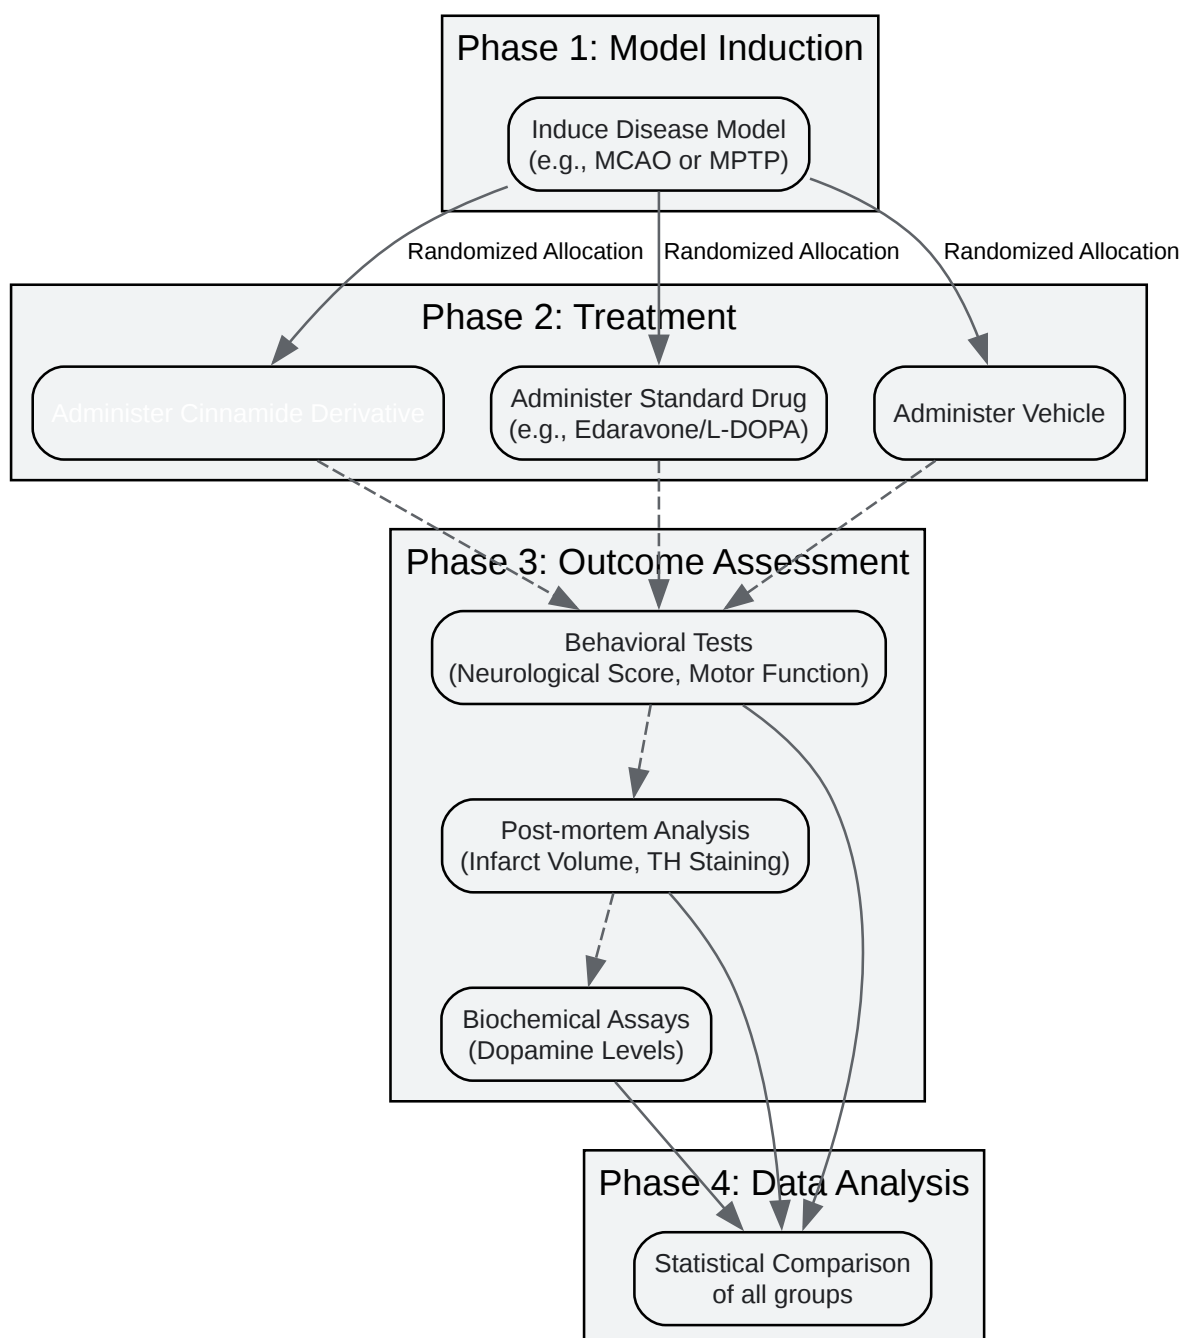 Phase 1: Model Induction
Induce Disease Model
(e.g., MCAO or MPTP)
Randomized Allocation
Randomized Allocation
Randomized Allocation
Phase 2: Treatment
Administer Cinnamide Derivative
Administer Standard Drug
(e.g., Edaravone/L-DOPA)
Administer Vehicle
Phase 3: Outcome Assessment
Behavioral Tests
(Neurological Score, Motor Function)
Post-mortem Analysis
(Infarct Volume, TH Staining)
Biochemical Assays
(Dopamine Levels)
Phase 4: Data Analysis
Statistical Comparison
of all groups